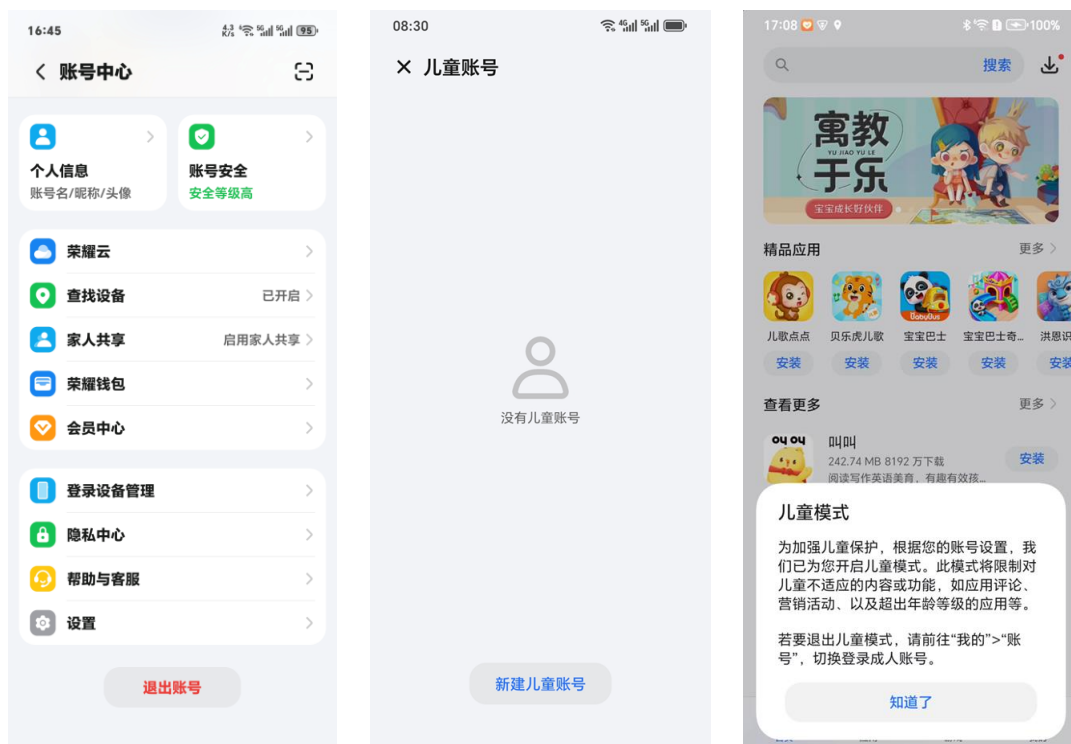 16:45
4.3 K/s 5G 5G 95
账号中心
个人信息
账号名/昵称/头像
账号安全
安全等级高
荣耀云
查找设备 已开启
家人共享 启用家人共享
荣耀钱包
会员中心
登录设备管理
隐私中心
帮助与客服
设置
退出账号
08:30
4G 5G
儿童账号
没有儿童账号
新建儿童账号
17:08 100%
搜索
寓教
YU JIAO YU LE
于乐
宝宝成长好伙伴
精品应用 更多
BabyBus
儿歌点点 贝乐虎儿歌 宝宝巴士 宝宝巴士奇... 洪恩识
安装 安装 安装 安装 安装
查看更多 更多
叫叫
242.74 MB 8192 万下载
阅读写作英语美育，有趣有效孩...
安装
儿童模式
为加强儿童保护，根据您的账号设置，我
们已为您开启儿童模式。此模式将限制对
儿童不适应的内容或功能，如应用评论、
营销活动、以及超出年龄等级的应用等。
若要退出儿童模式，请前往“我的”>“账
号”，切换登录成人账号。
知道了